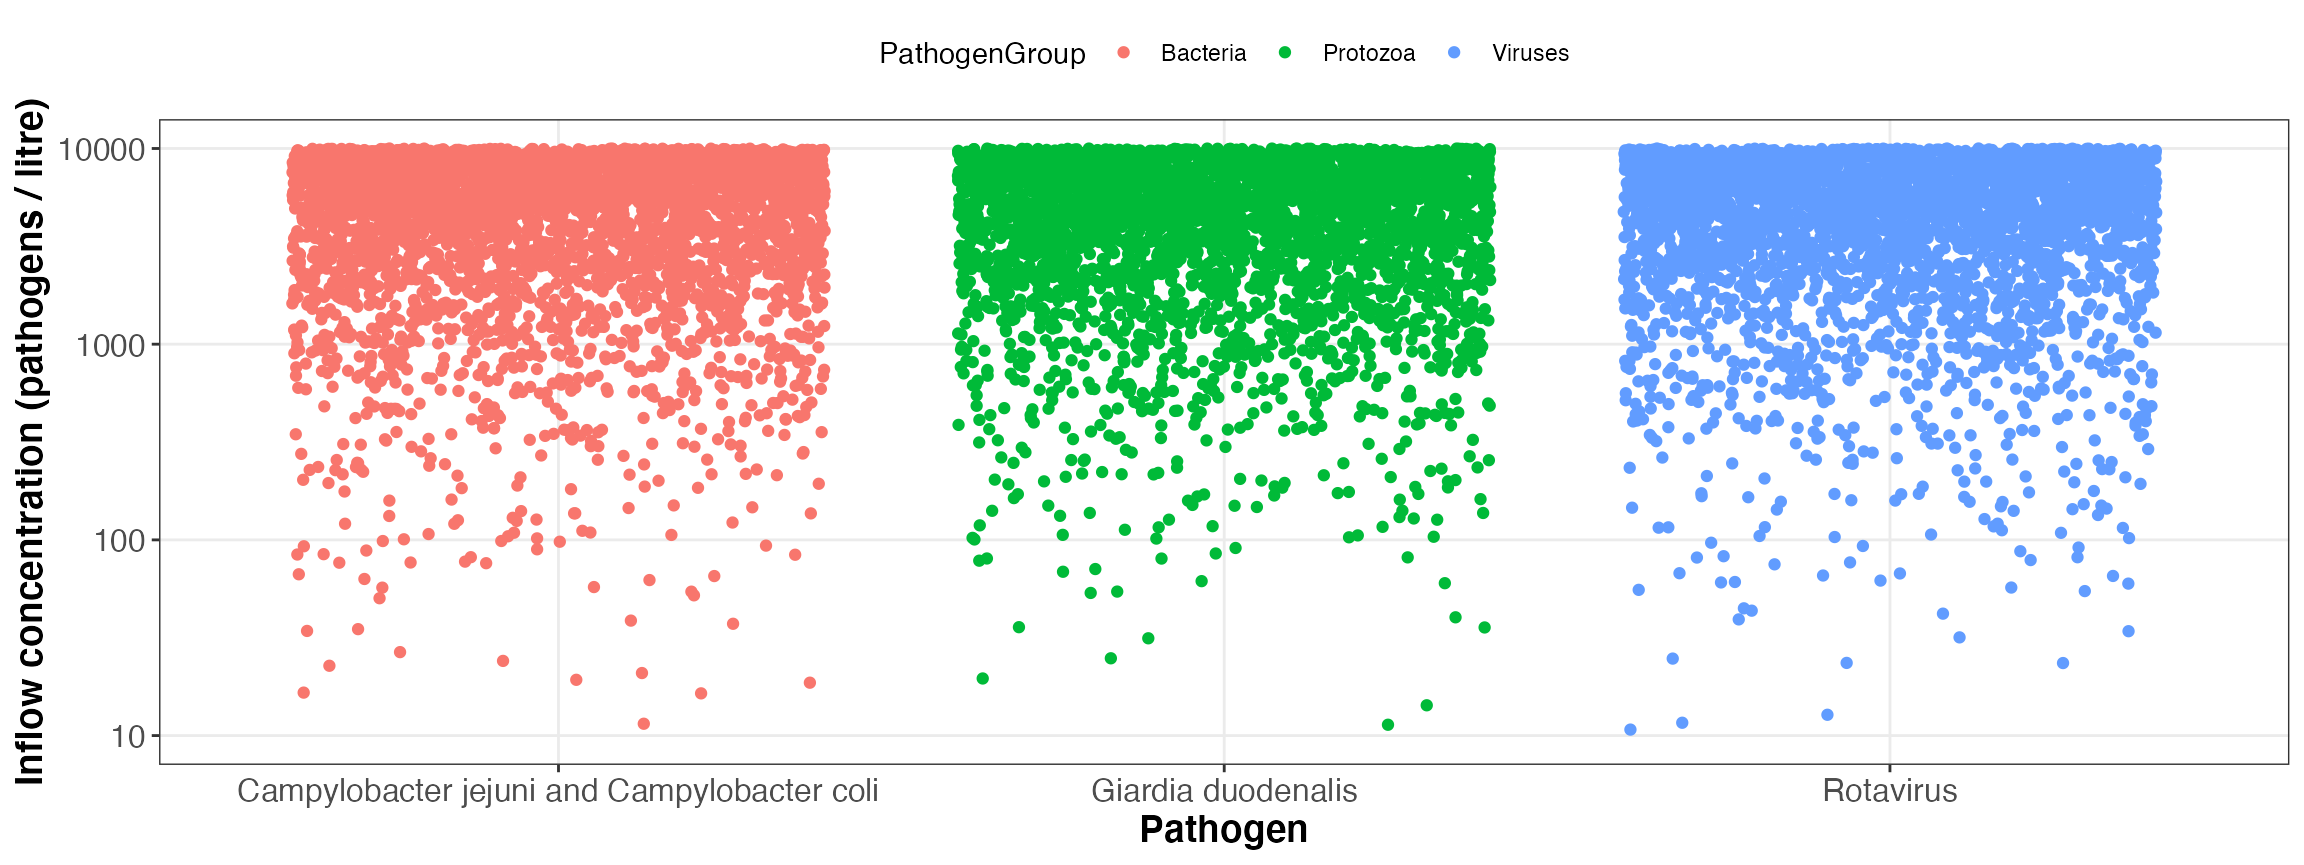 PathogenGroup Bacteria Protozoa Viruses
Inflow concentration (pathogens / litre)
10000
1000
100
10
Campylobacter jejuni and Campylobacter coli Giardia duodenalis Rotavirus
Pathogen